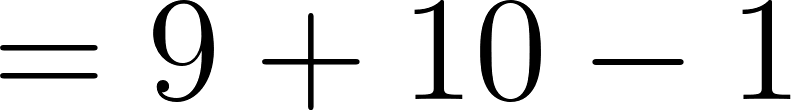 = 9 + 10 − 1